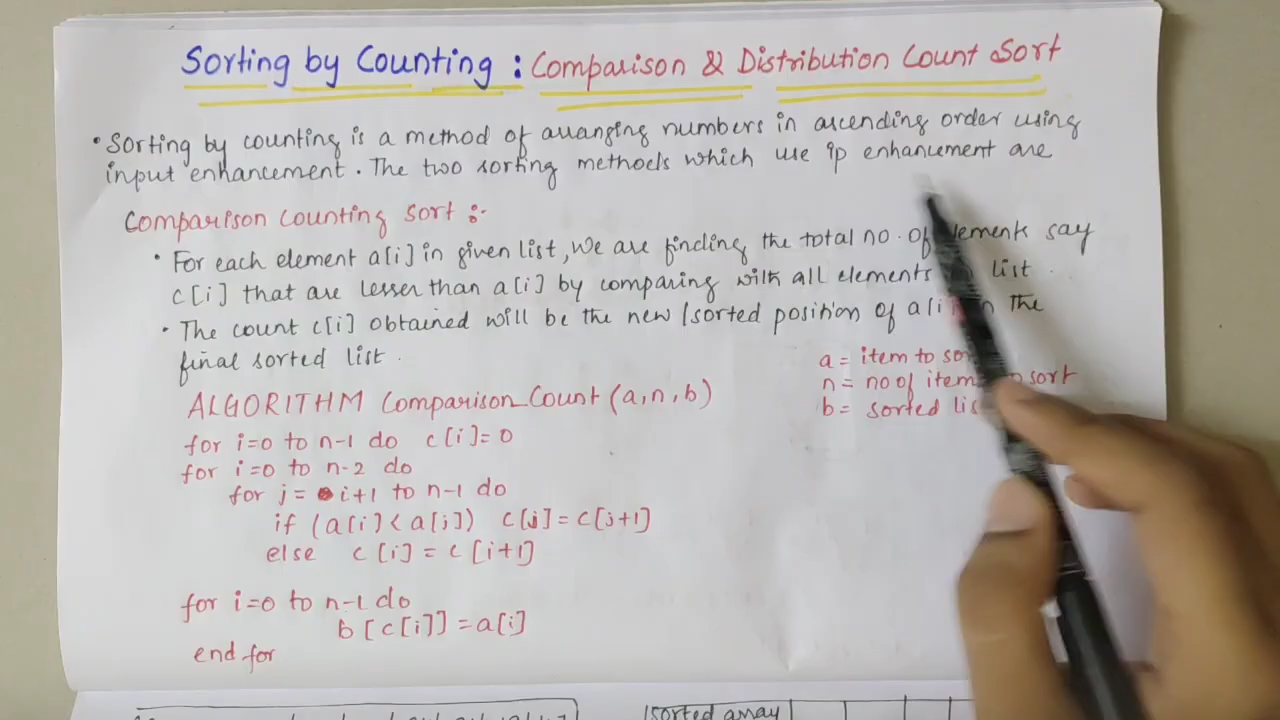 Sorting by Counting : Comparison & Distribution Count Sort
• Sorting by counting is a method of arranging numbers in ascending order using
input enhancement. The two sorting methods which use ip enhancement are
Comparison Counting Sort :-
• For each element a[i] in given list, we are finding the total no. of elements say
c[i] that are lesser than a[i] by comparing with all elements list.
• The count c[i] obtained will be the new/sorted position of a[i] in the
final sorted list.
a = item to
n = no of items to sort
b = sorted
ALGORITHM Comparison_Count (a,n,b)
for i=0 to n-1 do c[i]=0
for i=0 to n-2 do
for j= i+1 to n-1 do
if (a[i]<a[j]) c[j]=c[j+1]
else c[i] = c[i+1]
for i=0 to n-1 do
b[c[i]] = a[i]
end for
sorted array